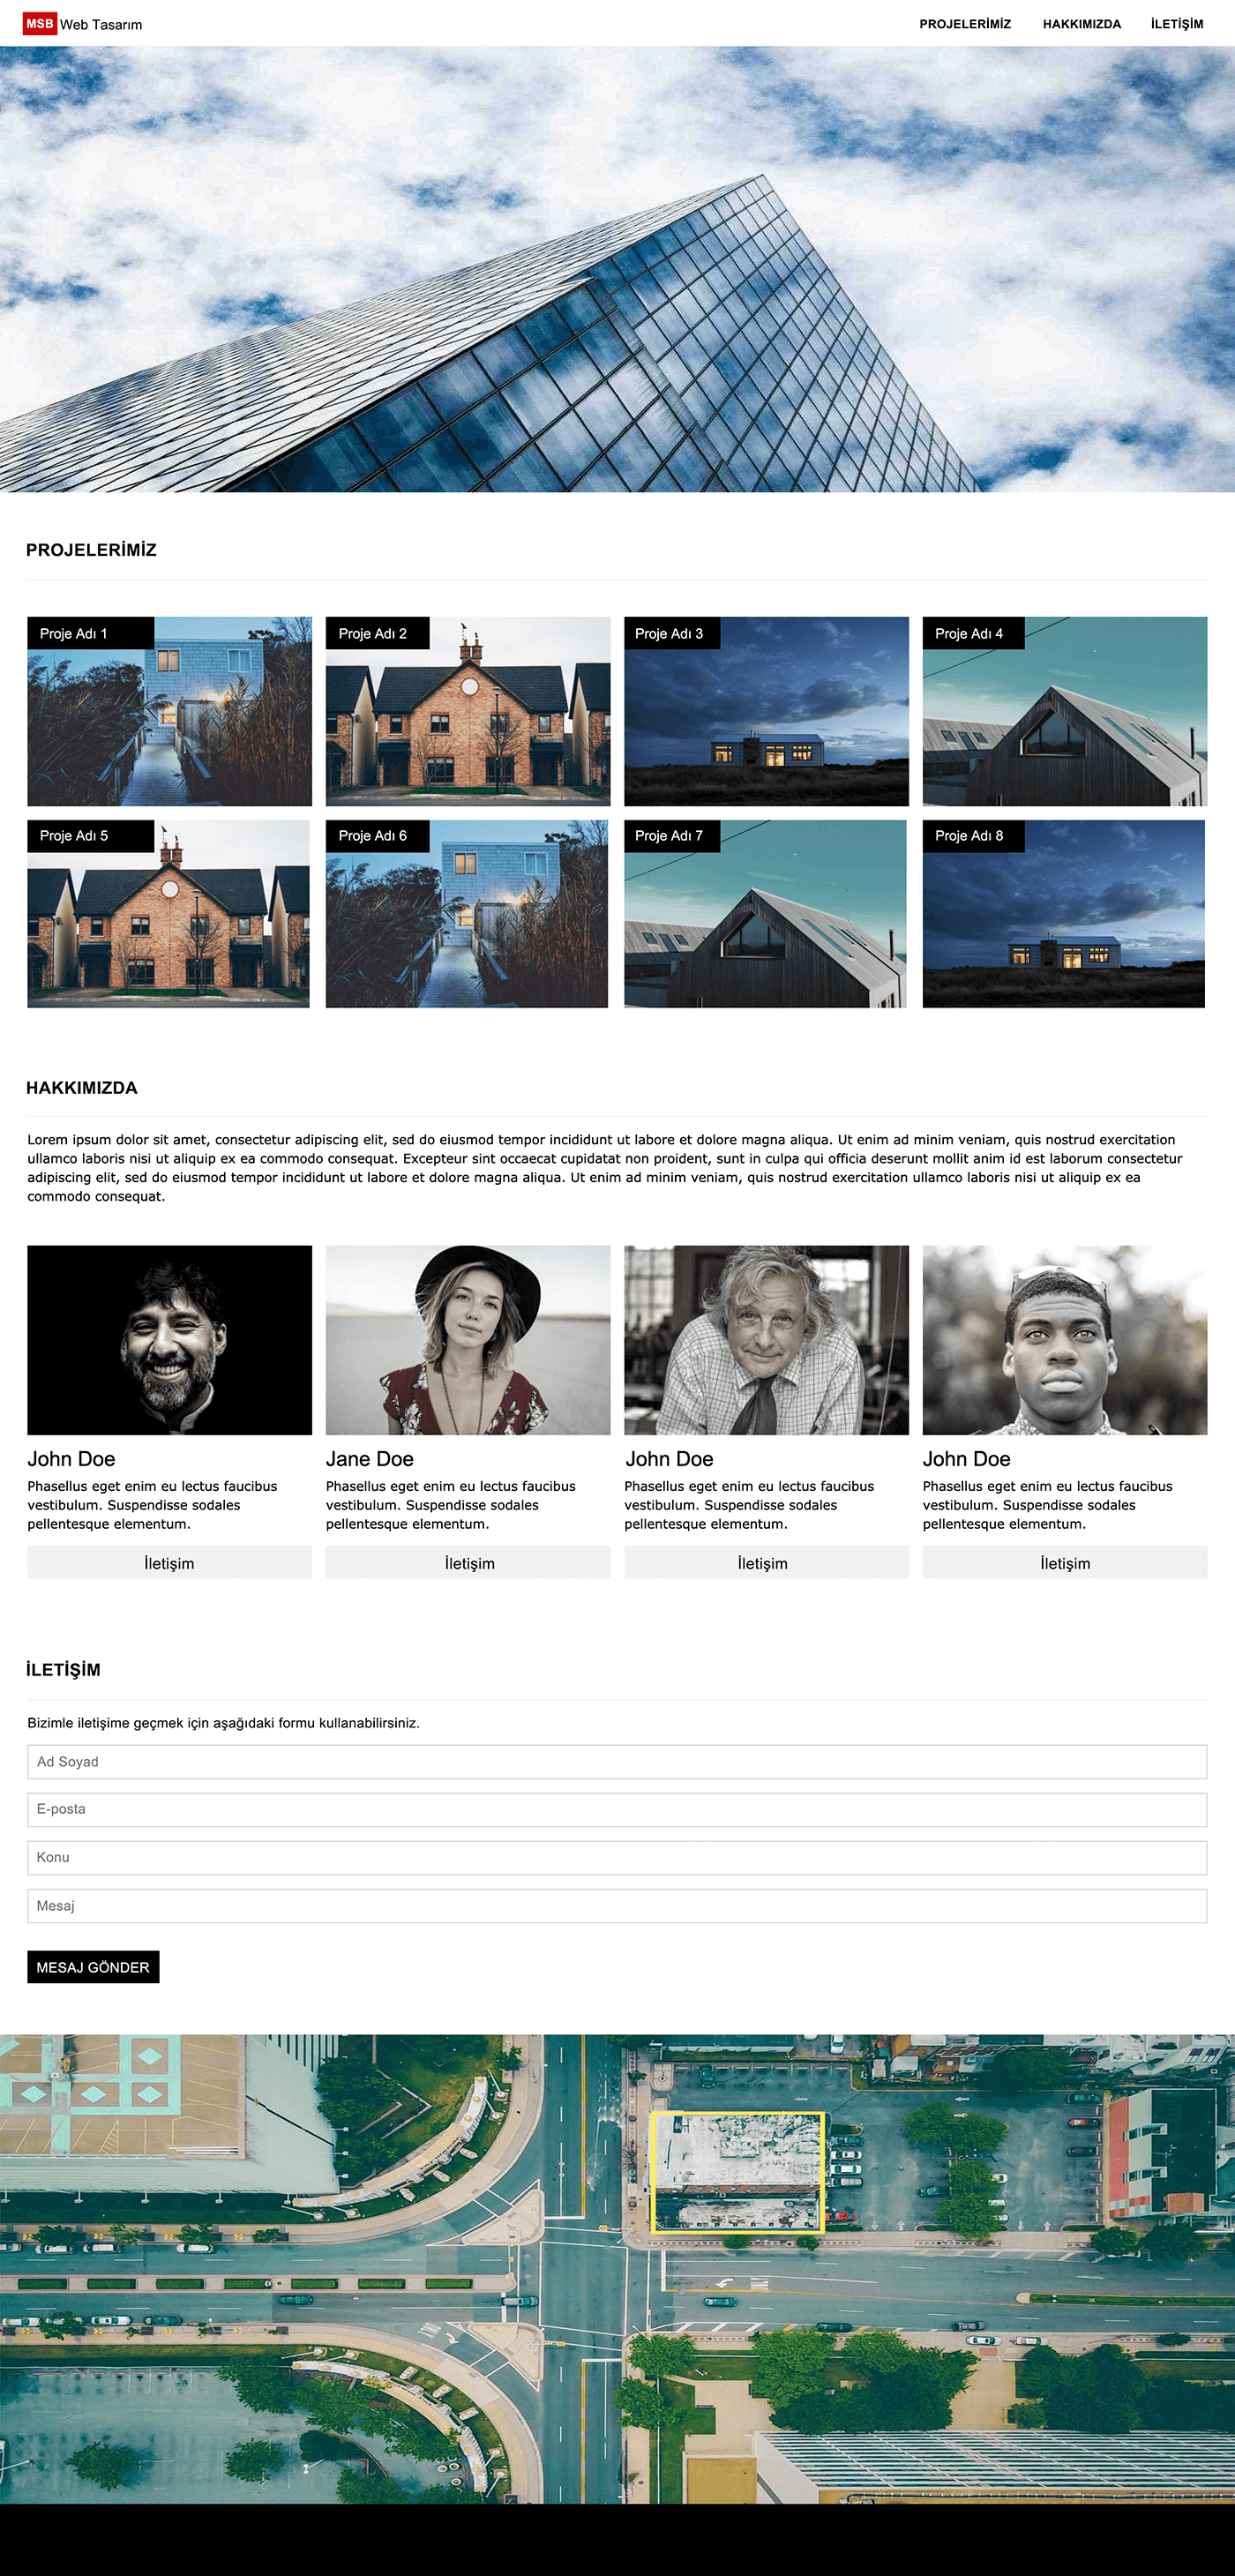 MSB Web Tasarım
PROJELERİMİZ HAKKIMIZDA İLETİŞİM
PROJELERİMİZ
Proje Adı 1
Proje Adı 2
Proje Adı 3
Proje Adı 4
Proje Adı 5
Proje Adı 6
Proje Adı 7
Proje Adı 8
HAKKIMIZDA
Lorem ipsum dolor sit amet, consectetur adipiscing elit, sed do eiusmod tempor incididunt ut labore et dolore magna aliqua. Ut enim ad minim veniam, quis nostrud exercitation
ullamco laboris nisi ut aliquip ex ea commodo consequat. Excepteur sint occaecat cupidatat non proident, sunt in culpa qui officia deserunt mollit anim id est laborum consectetur
adipiscing elit, sed do eiusmod tempor incididunt ut labore et dolore magna aliqua. Ut enim ad minim veniam, quis nostrud exercitation ullamco laboris nisi ut aliquip ex ea
commodo consequat.
John Doe
Phasellus eget enim eu lectus faucibus
vestibulum. Suspendisse sodales
pellentesque elementum.
İletişim
Jane Doe
Phasellus eget enim eu lectus faucibus
vestibulum. Suspendisse sodales
pellentesque elementum.
İletişim
John Doe
Phasellus eget enim eu lectus faucibus
vestibulum. Suspendisse sodales
pellentesque elementum.
İletişim
John Doe
Phasellus eget enim eu lectus faucibus
vestibulum. Suspendisse sodales
pellentesque elementum.
İletişim
İLETİŞİM
Bizimle iletişime geçmek için aşağıdaki formu kullanabilirsiniz.
Ad Soyad
E-posta
Konu
Mesaj
MESAJ GÖNDER